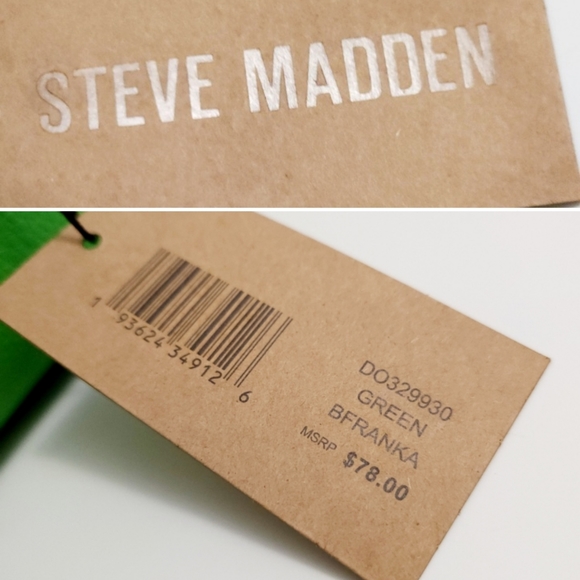 STEVE MADDEN
1 93624 34912 6
DO329930
GREEN
BFRANKA
MSRP $78.00